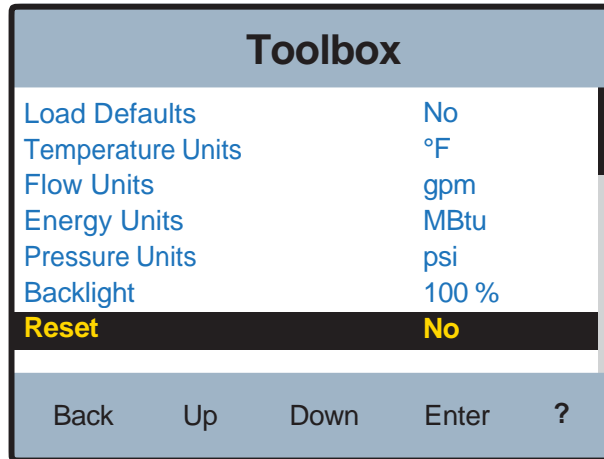 Toolbox
Load Defaults No
Temperature Units °F
Flow Units gpm
Energy Units MBtu
Pressure Units psi
Backlight 100 %
Reset No
Back Up Down Enter ?